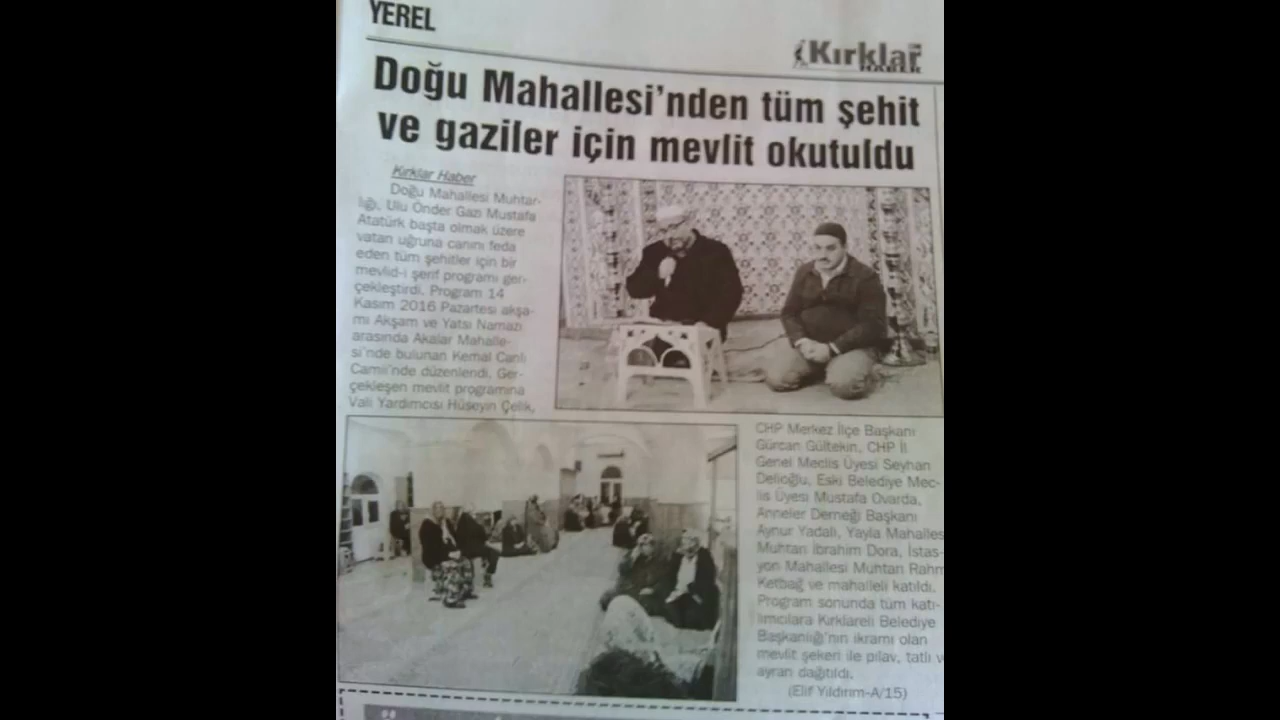 YEREL
Kırklar
HABER
Doğu Mahallesi'nden tüm şehit
ve gaziler için mevlit okutuldu
Kırklar Haber
Doğu Mahallesi Muhtar-
lığı, Ulu Önder Gazi Mustafa
Atatürk başta olmak üzere
vatan uğruna canını feda
eden tüm şehitler için bir
mevlid-i şerif programı ger-
çekleştirdi. Program 14
Kasım 2016 Pazartesi akşa-
mı Akşam ve Yatsı Namazı
arasında Akalar Mahalle-
si'nde bulunan Kemal Canlı
Camii'nde düzenlendi. Ger-
çekleşen mevlit programına
Vali Yardımcısı Hüseyin Çelik,
CHP Merkez İlçe Başkanı
Gürcan Gültekin, CHP İl
Genel Meclis Üyesi Seyhan
Delioğlu, Eski Belediye Mec-
lis Üyesi Mustafa Ovarda,
Anneler Derneği Başkanı
Aynur Yadali, Yayla Mahalles
Muhtarı İbrahim Dora, İstas-
yon Mahallesi Muhtarı Rahm
Ketbağ ve mahalleli katıldı.
Program sonunda tüm katı-
lımcılara Kırklareli Belediye
Başkanlığı'nın ikramı olan
mevlit şekeri ile pilav, tatlı v
ayran dağıtıldı.
(Elif Yıldırım-A/15)